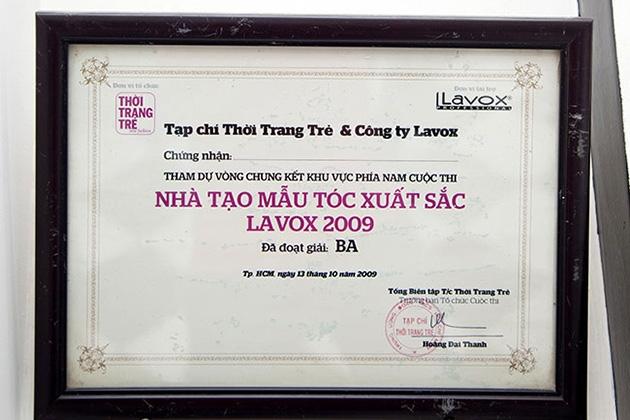 Đơn vị tổ chức
THỜI
TRANG
TRẺ
Đơn vị tài trợ
Lavox®
PROFESSIONAL
Tạp chí Thời Trang Trẻ & Công ty Lavox
Chứng nhận:
THAM DỰ VÒNG CHUNG KẾT KHU VỰC PHÍA NAM CUỘC THI
NHÀ TẠO MẪU TÓC XUẤT SẮC
LAVOX 2009
Đã đoạt giải: BA
Tp. HCM, ngày 13 tháng 10 năm 2009
Tổng Biên tập T/c Thời Trang Trẻ
Trưởng ban Tổ chức Cuộc thi
TẠP CHÍ
THỜI TRANG TRẺ
Hoàng Đại Thanh